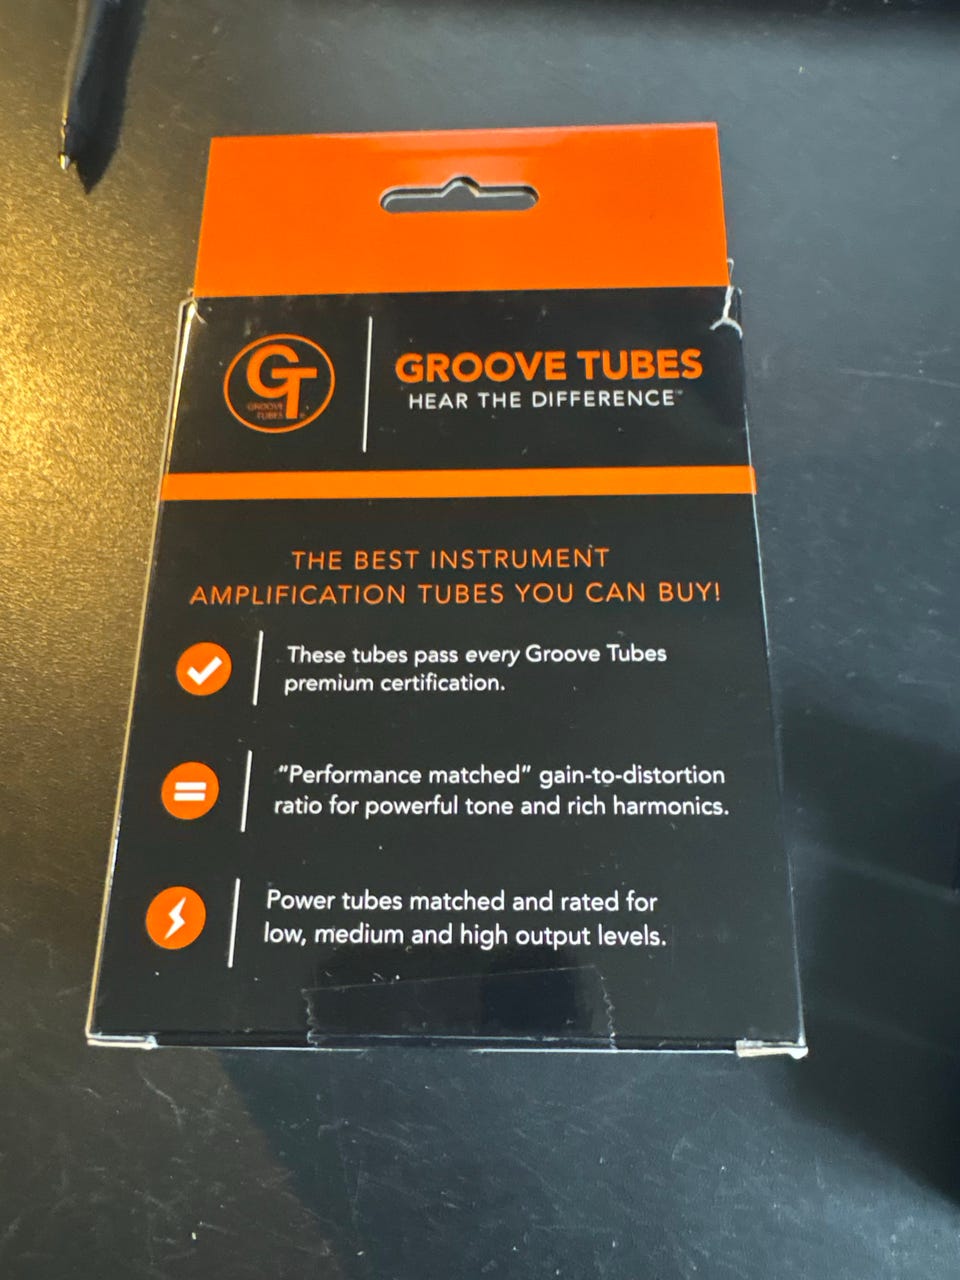 GT
GROOVE
TUBES
®
GROOVE TUBES
HEAR THE DIFFERENCE™
THE BEST INSTRUMENT
AMPLIFICATION TUBES YOU CAN BUY!
These tubes pass every Groove Tubes
premium certification.
"Performance matched" gain-to-distortion
ratio for powerful tone and rich harmonics.
Power tubes matched and rated for
low, medium and high output levels.